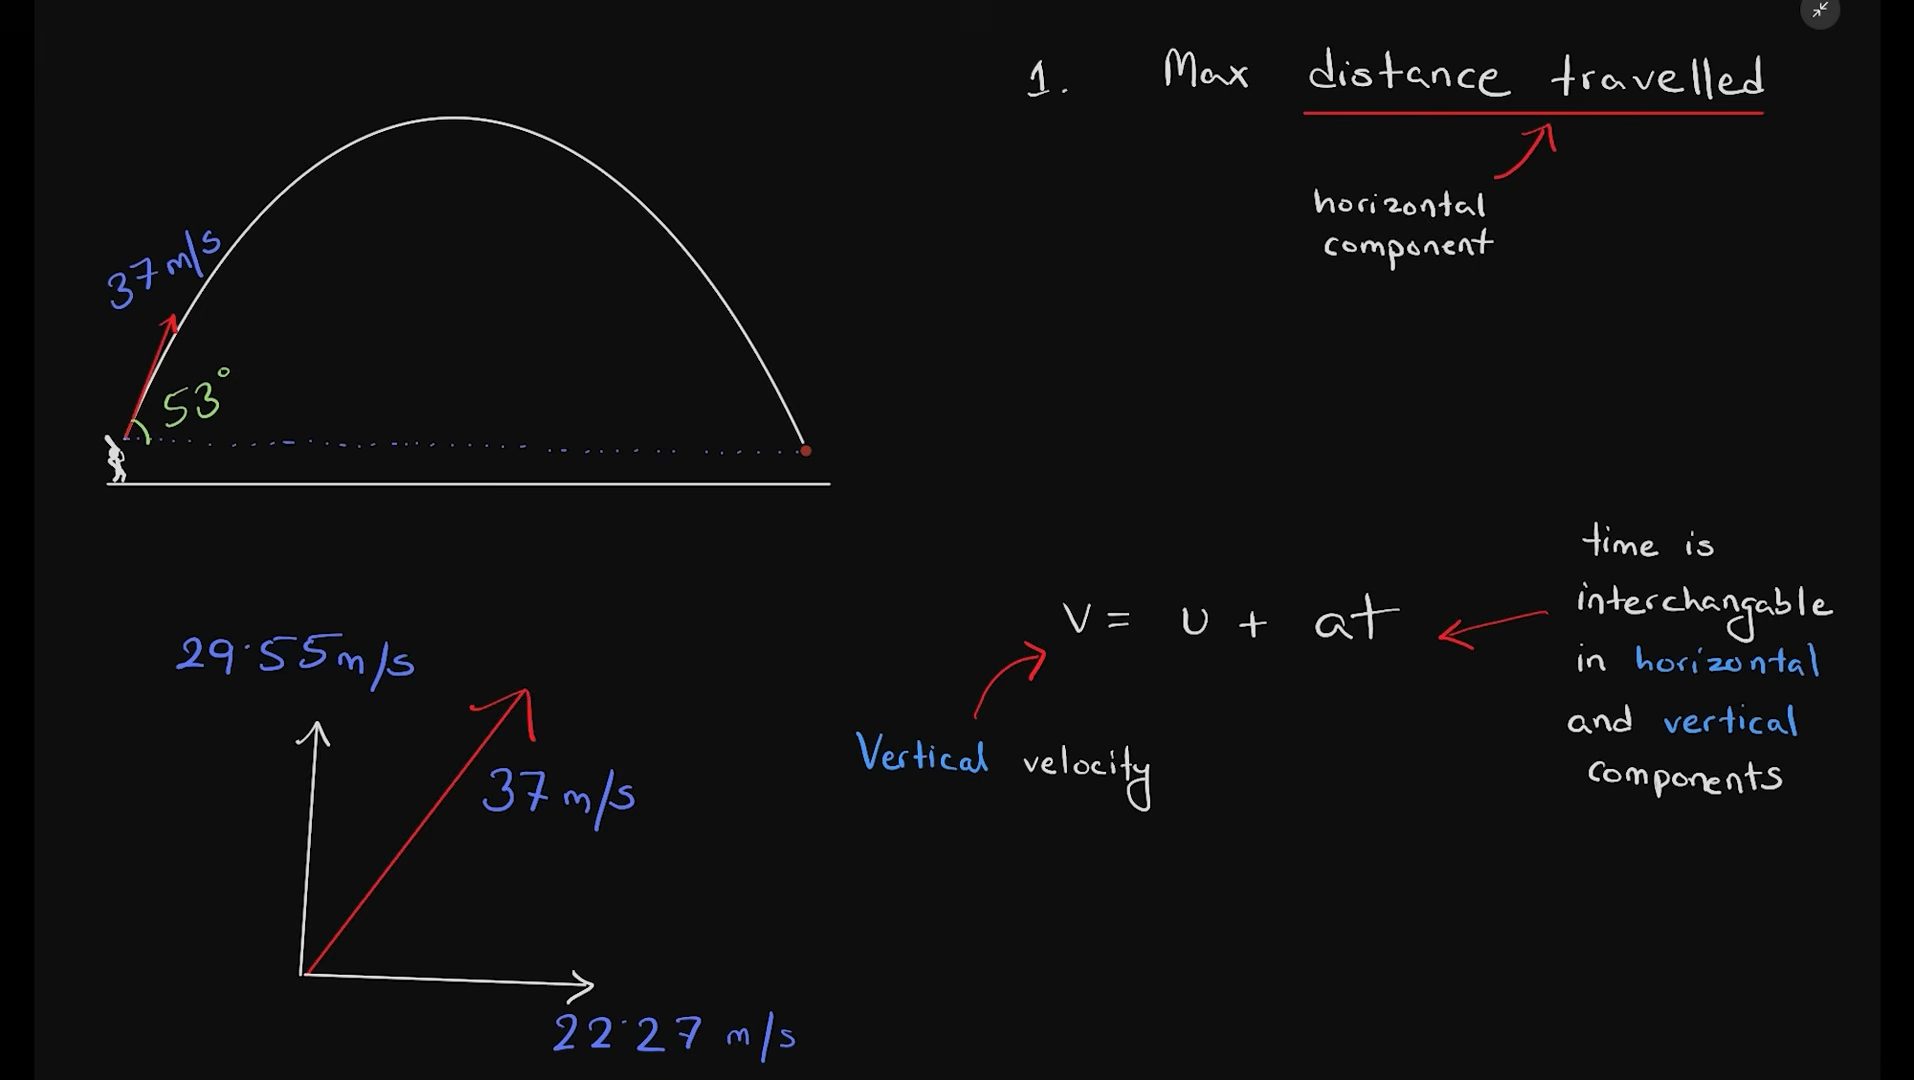 1. Max distance travelled
horizontal
component
37 m/s
53°
29.55 m/s
37 m/s
22.27 m/s
v = u + at
Vertical velocity
time is
interchangable
in horizontal
and vertical
components